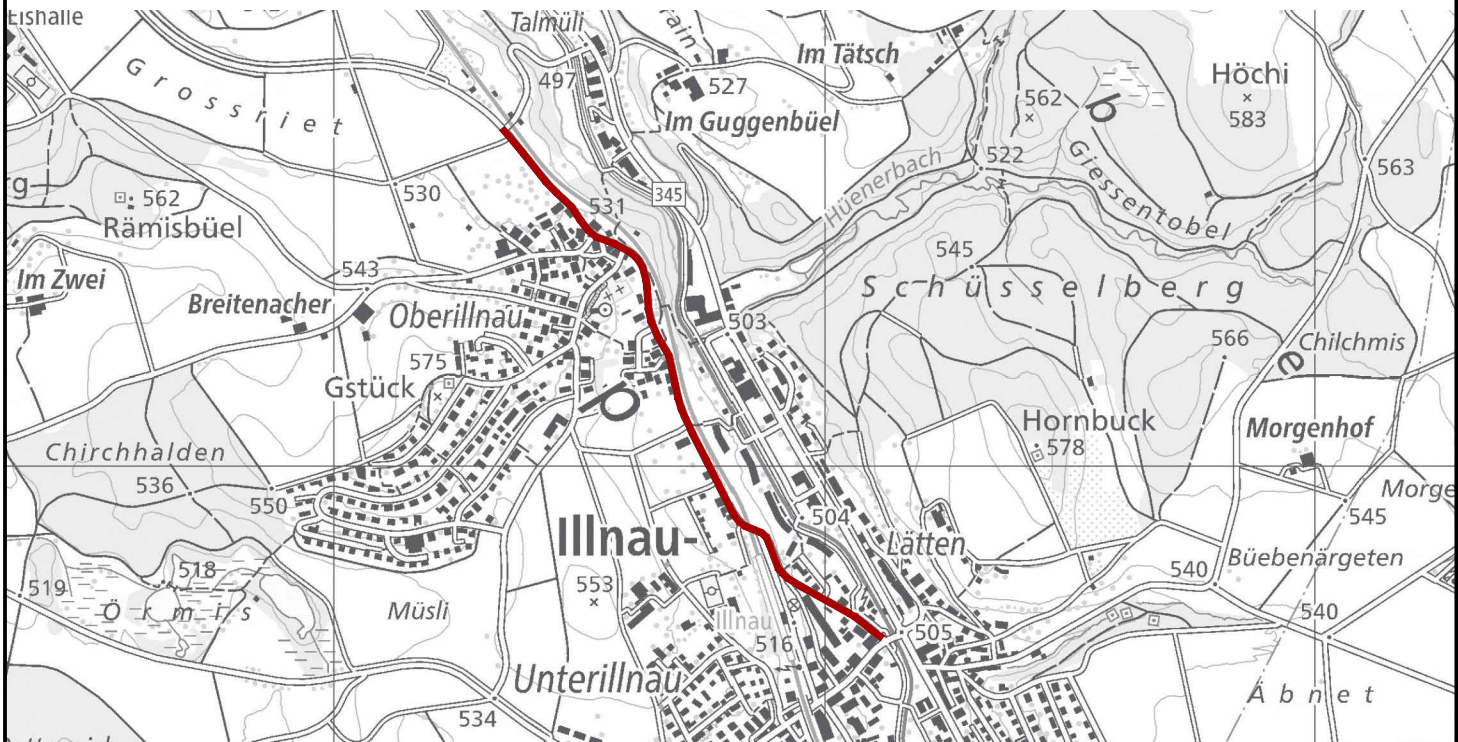 Eishalle
Talmüli
rain
Im Tätsch
497
527
Höchi
583
562
Grossriet
Im Guggenbüel
b
563
522
530
345
Hüenerbach
Giessentobel
g
562
Rämisbüel
531
545
Schüsselberg
Im Zwei
543
Breitenacher
Oberillnau
503
575
Gstück
566
e
Chilchmis
Hornbuck
578
Morgenhof
Chirchhalden
536
550
Morge
545
504
Illnau-
Lätten
Büebenärgeten
553
518
519
Örmis
Müsli
540
540
Illnau
516
505
Unterillnau
534
Abnet